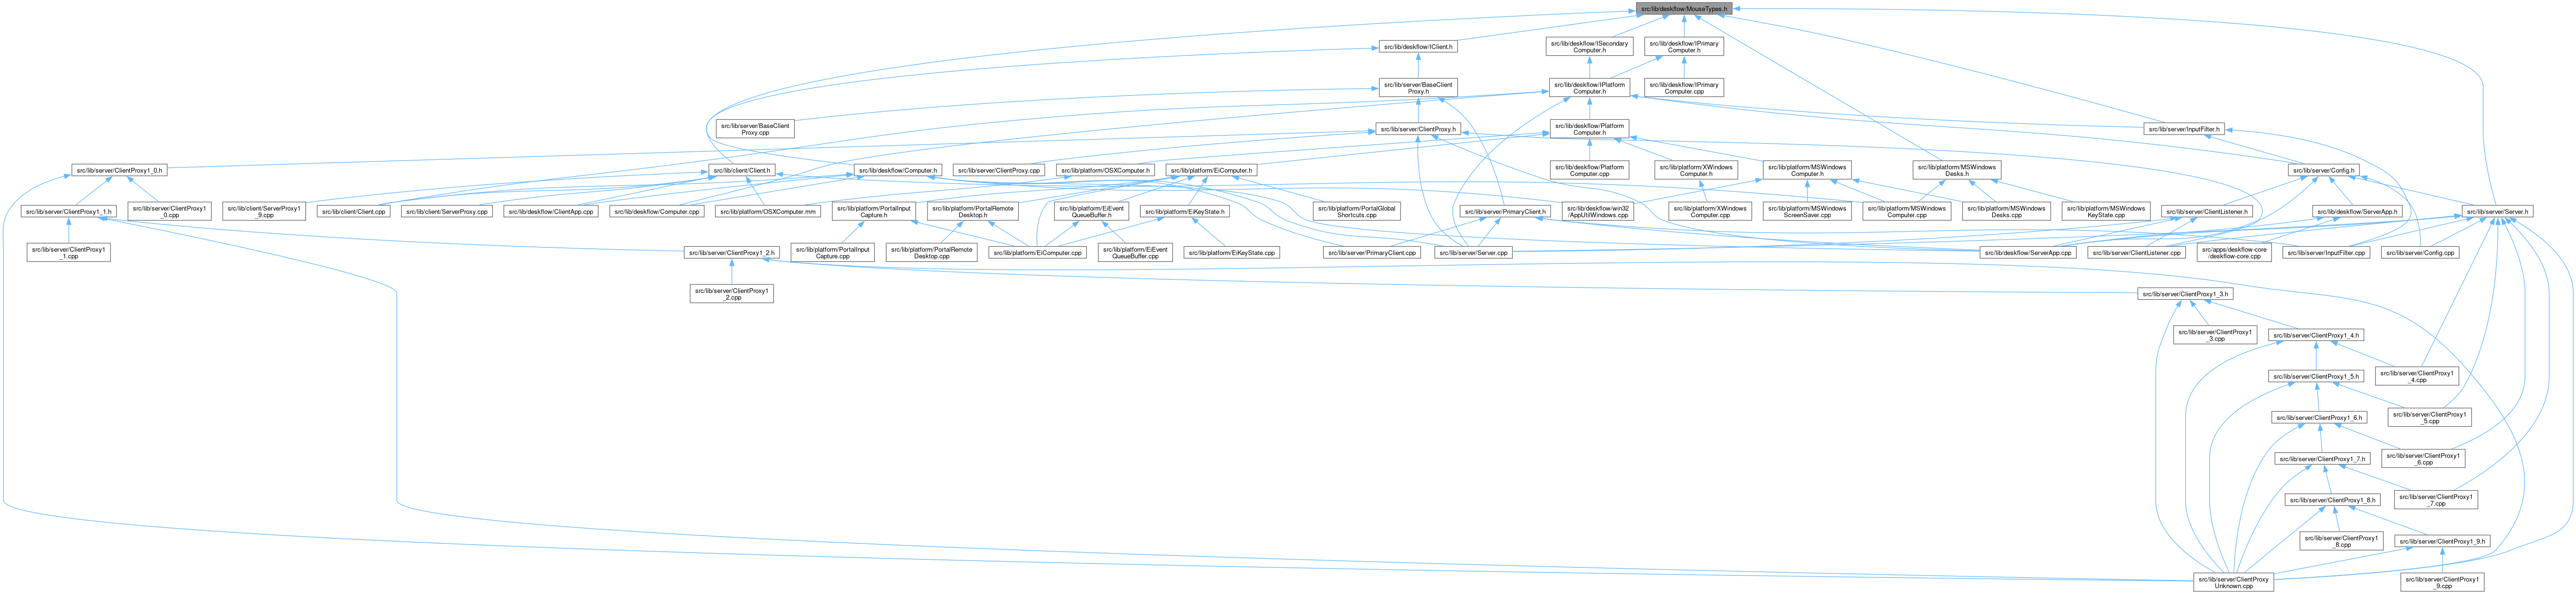 src/lib/deskflow/MouseTypes.h
src/lib/deskflow/IClient.h
src/lib/deskflow/ISecondary
Computer.h
src/lib/deskflow/IPrimary
Computer.h
src/lib/server/BaseClient
Proxy.h
src/lib/deskflow/IPlatform
Computer.h
src/lib/deskflow/IPrimary
Computer.cpp
src/lib/server/BaseClient
Proxy.cpp
src/lib/server/ClientProxy.h
src/lib/deskflow/Platform
Computer.h
src/lib/server/InputFilter.h
src/lib/server/ClientProxy1_0.h
src/lib/client/Client.h
src/lib/deskflow/Computer.h
src/lib/server/ClientProxy.cpp
src/lib/platform/OSXComputer.h
src/lib/platform/EiComputer.h
src/lib/deskflow/Platform
Computer.cpp
src/lib/platform/XWindows
Computer.h
src/lib/platform/MSWindows
Computer.h
src/lib/platform/MSWindows
Desks.h
src/lib/server/Config.h
src/lib/server/ClientProxy1_1.h
src/lib/server/ClientProxy1
_0.cpp
src/lib/client/ServerProxy1
_9.cpp
src/lib/client/Client.cpp
src/lib/client/ServerProxy.cpp
src/lib/deskflow/ClientApp.cpp
src/lib/deskflow/Computer.cpp
src/lib/platform/OSXComputer.mm
src/lib/platform/PortalInput
Capture.h
src/lib/platform/PortalRemote
Desktop.h
src/lib/platform/EiEvent
QueueBuffer.h
src/lib/platform/EiKeyState.h
src/lib/platform/PortalGlobal
Shortcuts.cpp
src/lib/server/PrimaryClient.h
src/lib/deskflow/win32
/AppUtilWindows.cpp
src/lib/platform/XWindows
Computer.cpp
src/lib/platform/MSWindows
ScreenSaver.cpp
src/lib/platform/MSWindows
Computer.cpp
src/lib/platform/MSWindows
Desks.cpp
src/lib/platform/MSWindows
KeyState.cpp
src/lib/server/ClientListener.h
src/lib/deskflow/ServerApp.h
src/lib/server/Server.h
src/lib/server/ClientProxy1
_1.cpp
src/lib/server/ClientProxy1_2.h
src/lib/platform/PortalInput
Capture.cpp
src/lib/platform/PortalRemote
Desktop.cpp
src/lib/platform/EiComputer.cpp
src/lib/platform/EiEvent
QueueBuffer.cpp
src/lib/platform/EiKeyState.cpp
src/lib/server/PrimaryClient.cpp
src/lib/server/Server.cpp
src/lib/deskflow/ServerApp.cpp
src/lib/server/ClientListener.cpp
src/apps/deskflow-core
/deskflow-core.cpp
src/lib/server/InputFilter.cpp
src/lib/server/Config.cpp
src/lib/server/ClientProxy1
_2.cpp
src/lib/server/ClientProxy1_3.h
src/lib/server/ClientProxy1
_3.cpp
src/lib/server/ClientProxy1_4.h
src/lib/server/ClientProxy1_5.h
src/lib/server/ClientProxy1
_4.cpp
src/lib/server/ClientProxy1_6.h
src/lib/server/ClientProxy1
_5.cpp
src/lib/server/ClientProxy1_7.h
src/lib/server/ClientProxy1
_6.cpp
src/lib/server/ClientProxy1_8.h
src/lib/server/ClientProxy1
_7.cpp
src/lib/server/ClientProxy1
_8.cpp
src/lib/server/ClientProxy1_9.h
src/lib/server/ClientProxy
Unknown.cpp
src/lib/server/ClientProxy1
_9.cpp